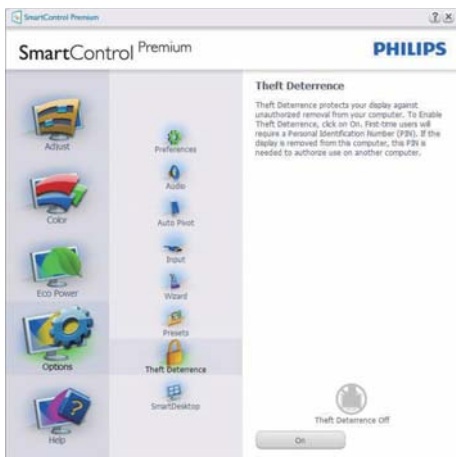 SmartControl Premium
SmartControl Premium
PHILIPS
Adjust
Color
Eco Power
Options
Help
Preferences
Audio
Auto Pivot
Input
Wizard
Presets
Theft Deterrence
SmartDesktop
Theft Deterrence
Theft Deterrence protects your display against
unauthorized removal from your computer. To Enable
Theft Deterrence, click on On. First-time users will
require a Personal Identification Number (PIN). If the
display is removed from this computer, this PIN is
needed to authorize use on another computer.
Theft Deterrence Off
On